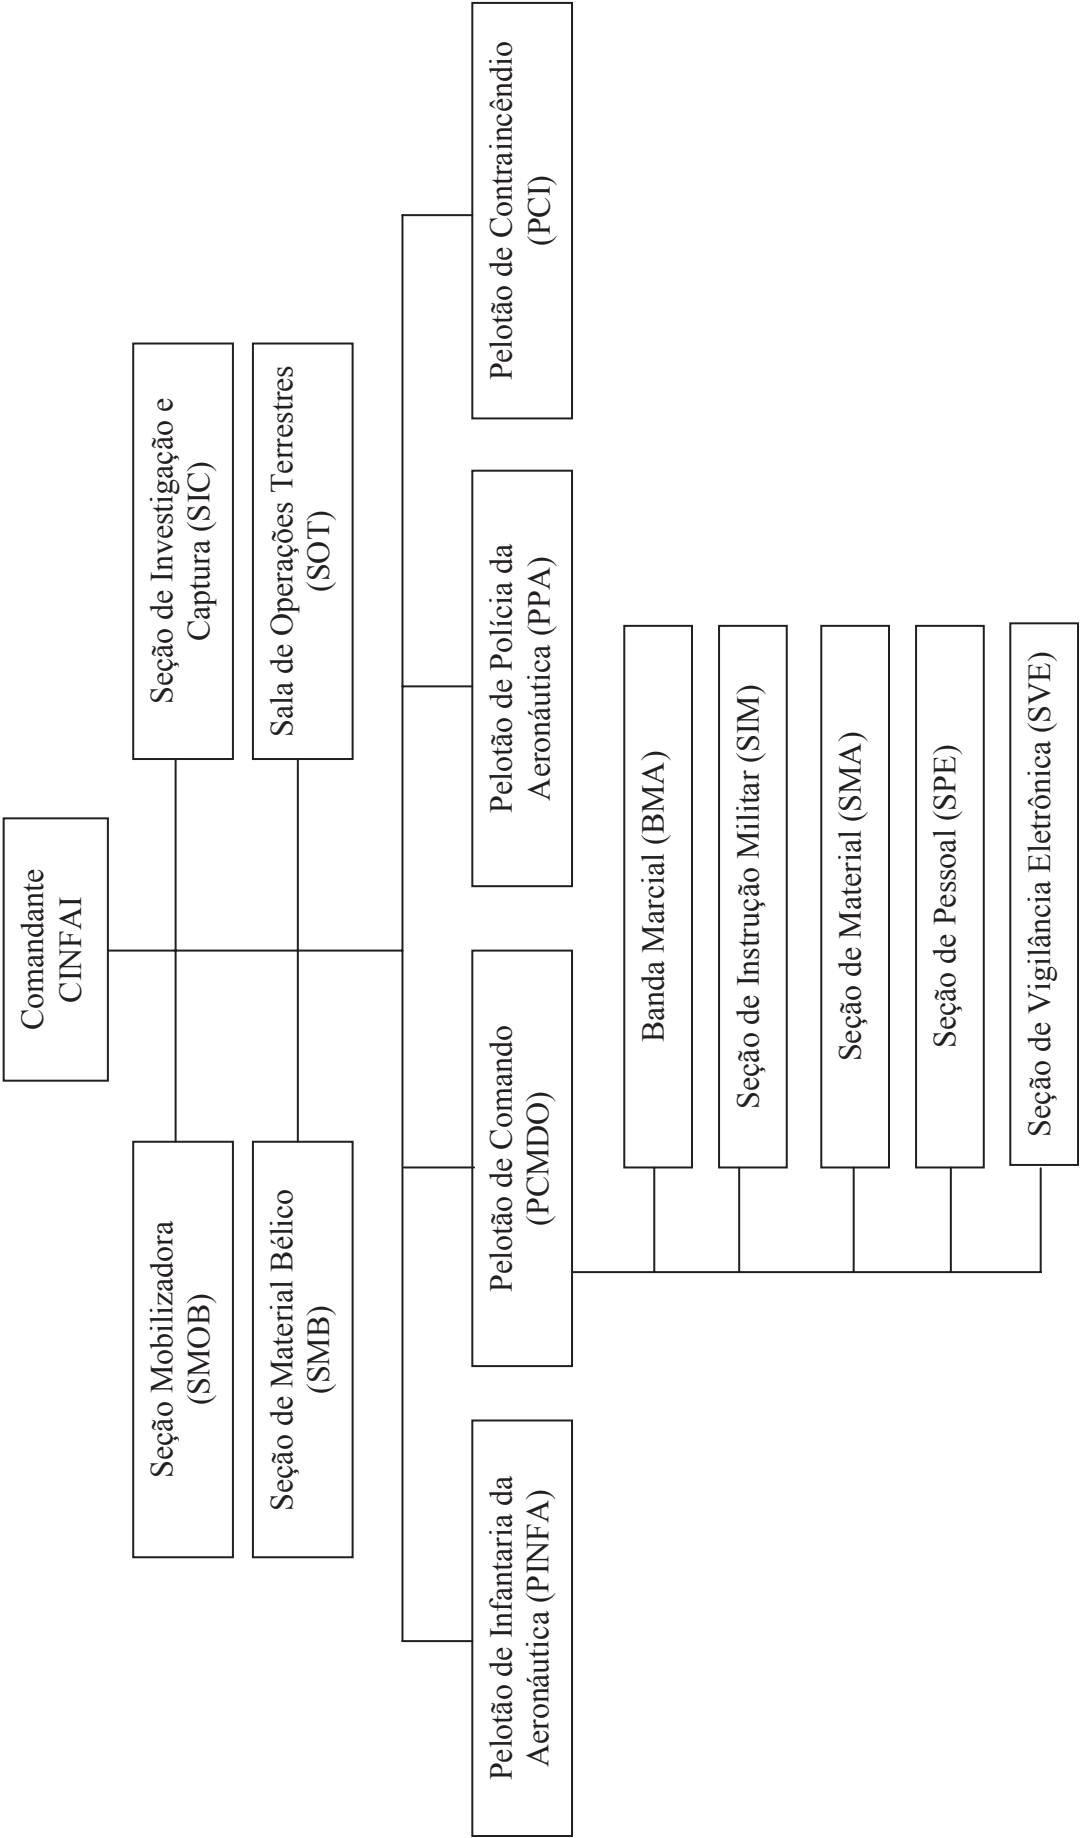 Comandante
CINFAI
Seção Mobilizadora
(SMOB)
Seção de Investigação e
Captura (SIC)
Seção de Material Bélico
(SMB)
Sala de Operações Terrestres
(SOT)
Pelotão de Infantaria da
Aeronáutica (PINFA)
Pelotão de Comando
(PCMDO)
Pelotão de Polícia da
Aeronáutica (PPA)
Pelotão de Contraincêndio
(PCI)
Banda Marcial (BMA)
Seção de Instrução Militar (SIM)
Seção de Material (SMA)
Seção de Pessoal (SPE)
Seção de Vigilância Eletrônica (SVE)